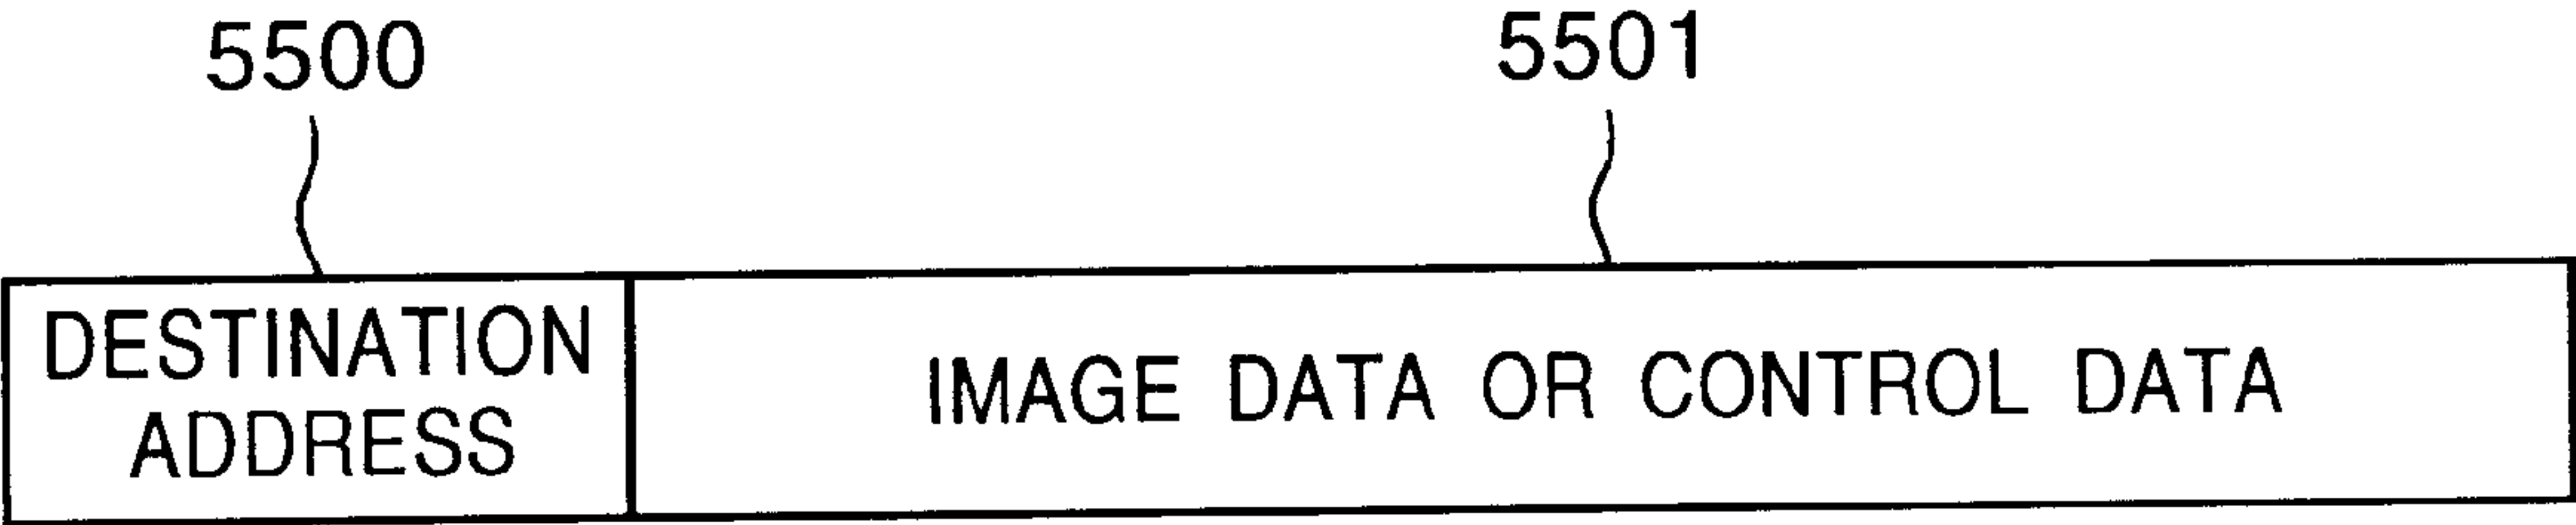 5500
5501
DESTINATION
ADDRESS
IMAGE DATA OR CONTROL DATA